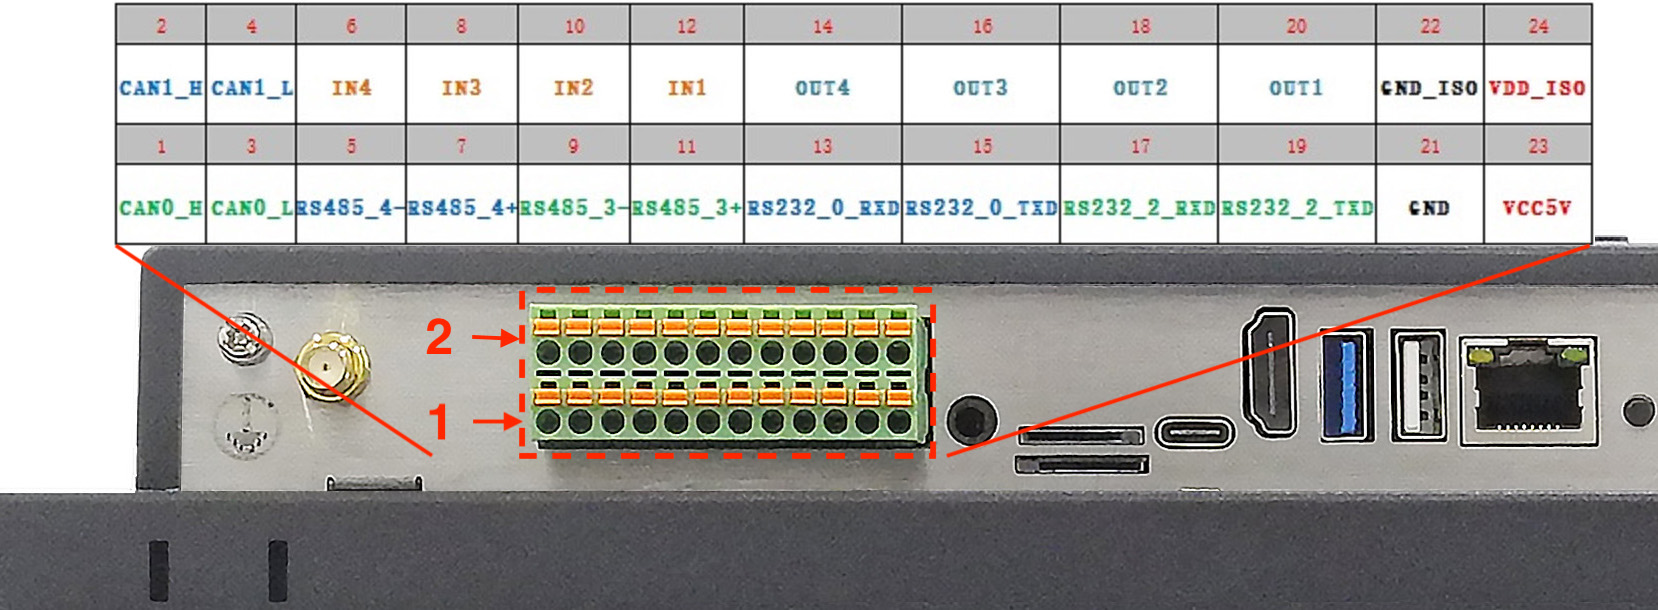 2 4 6 8 10 12 14 16 18 20 22 24
CAN1_H CAN1_L IN4 IN3 IN2 IN1 OUT4 OUT3 OUT2 OUT1 GND_ISO VDD_ISO
1 3 5 7 9 11 13 15 17 19 21 23
CAN0_H CAN0_L RS485_4- RS485_4+ RS485_3- RS485_3+ RS232_0_RXD RS232_0_TXD RS232_2_RXD RS232_2_TXD GND VCC5V
2
1